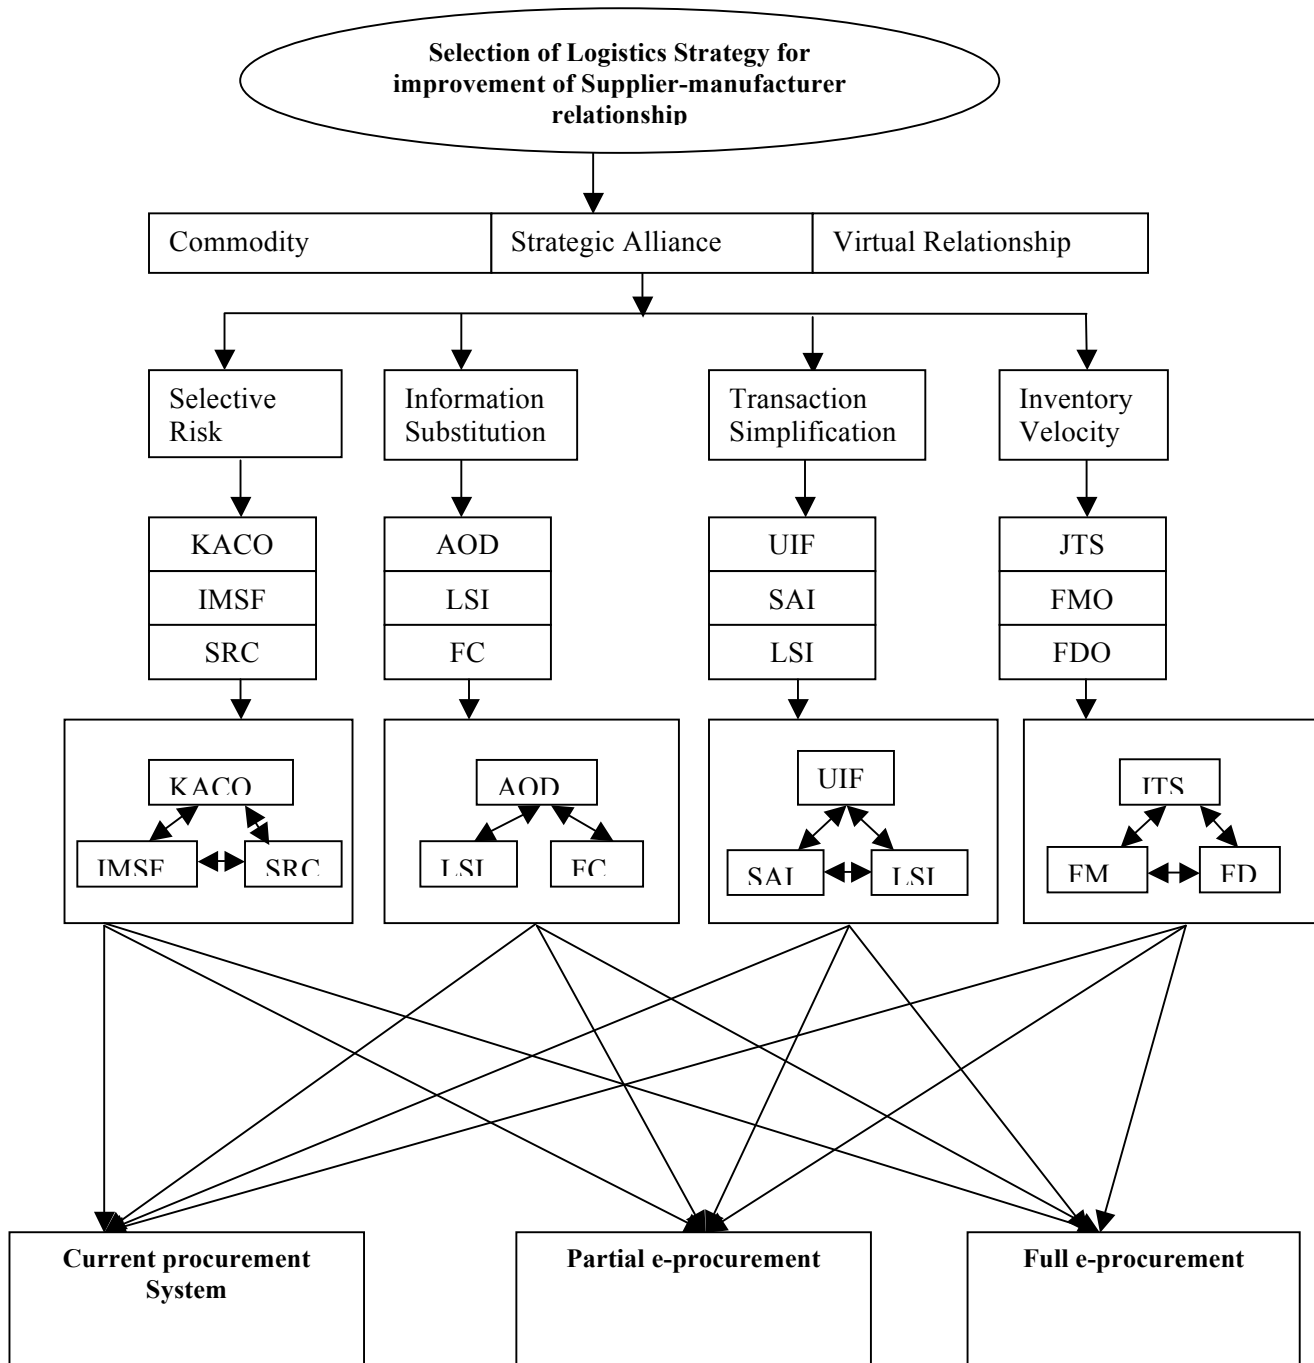 Selection of Logistics Strategy for
improvement of Supplier-manufacturer
relationship
Commodity
Strategic Alliance
Virtual Relationship
Selective
Risk
Information
Substitution
Transaction
Simplification
Inventory
Velocity
KACO
IMSF
SRC
AOD
LSI
FC
UIF
SAI
LSI
JTS
FMO
FDO
KACO
IMSF
SRC
AOD
LSI
FC
UIF
SAI
LSI
JTS
FM
FD
Current procurement
System
Partial e-procurement
Full e-procurement